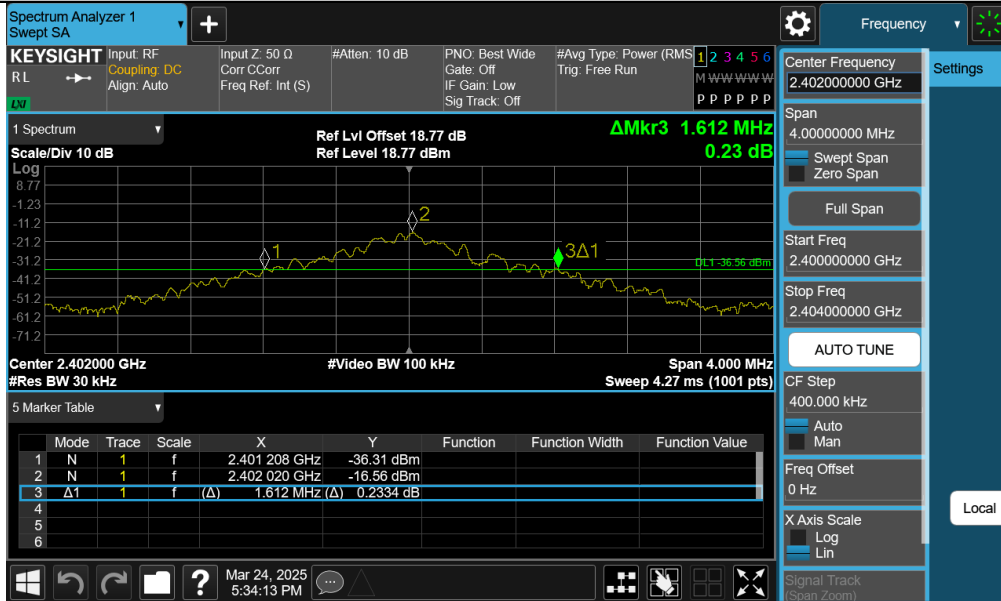 Spectrum Analyzer 1
Swept SA
Frequency
KEYSIGHT
R L
LXI
Input: RF
Coupling: DC
Align: Auto
Input Z: 50 Ω
Corr CCorr
Freq Ref: Int (S)
#Atten: 10 dB
PNO: Best Wide
Gate: Off
IF Gain: Low
Sig Track: Off
#Avg Type: Power (RMS
Trig: Free Run
1 2 3 4 5 6
M W W W W W
P P P P P P
1 Spectrum
Scale/Div 10 dB
Ref Lvl Offset 18.77 dB
Ref Level 18.77 dBm
ΔMkr3 1.612 MHz
0.23 dB
Log
8.77
-1.23
-11.2
-21.2
-31.2
-41.2
-51.2
-61.2
-71.2
1
2
3Δ1
DL1 -36.56 dBm
Center 2.402000 GHz
#Res BW 30 kHz
#Video BW 100 kHz
Span 4.000 MHz
Sweep 4.27 ms (1001 pts)
5 Marker Table
Mode Trace Scale X Y Function Function Width Function Value
1 N 1 f 2.401 208 GHz -36.31 dBm
2 N 1 f 2.402 020 GHz -16.56 dBm
3 Δ1 1 f (Δ) 1.612 MHz (Δ) 0.2334 dB
4
5
6
Mar 24, 2025
5:34:13 PM
?
Center Frequency
2.402000000 GHz
Span
4.00000000 MHz
Swept Span
Zero Span
Full Span
Start Freq
2.400000000 GHz
Stop Freq
2.404000000 GHz
AUTO TUNE
CF Step
400.000 kHz
Auto
Man
Freq Offset
0 Hz
X Axis Scale
Log
Lin
Signal Track
(Span Zoom)
Settings
Local